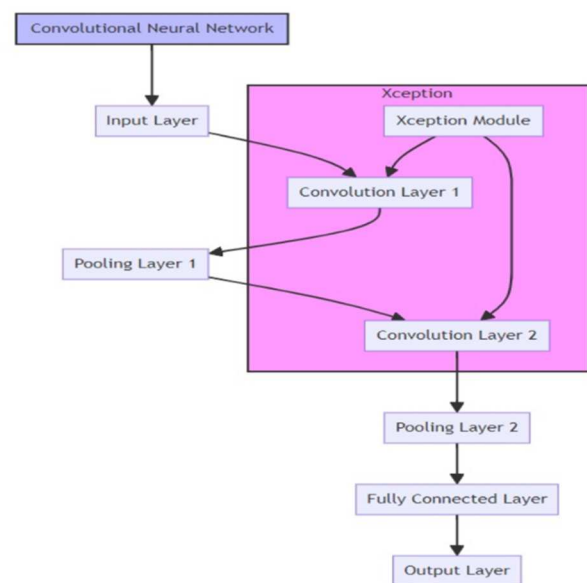 Convolutional Neural Network
Xception
Input Layer
Xception Module
Convolution Layer 1
Pooling Layer 1
Convolution Layer 2
Pooling Layer 2
Fully Connected Layer
Output Layer